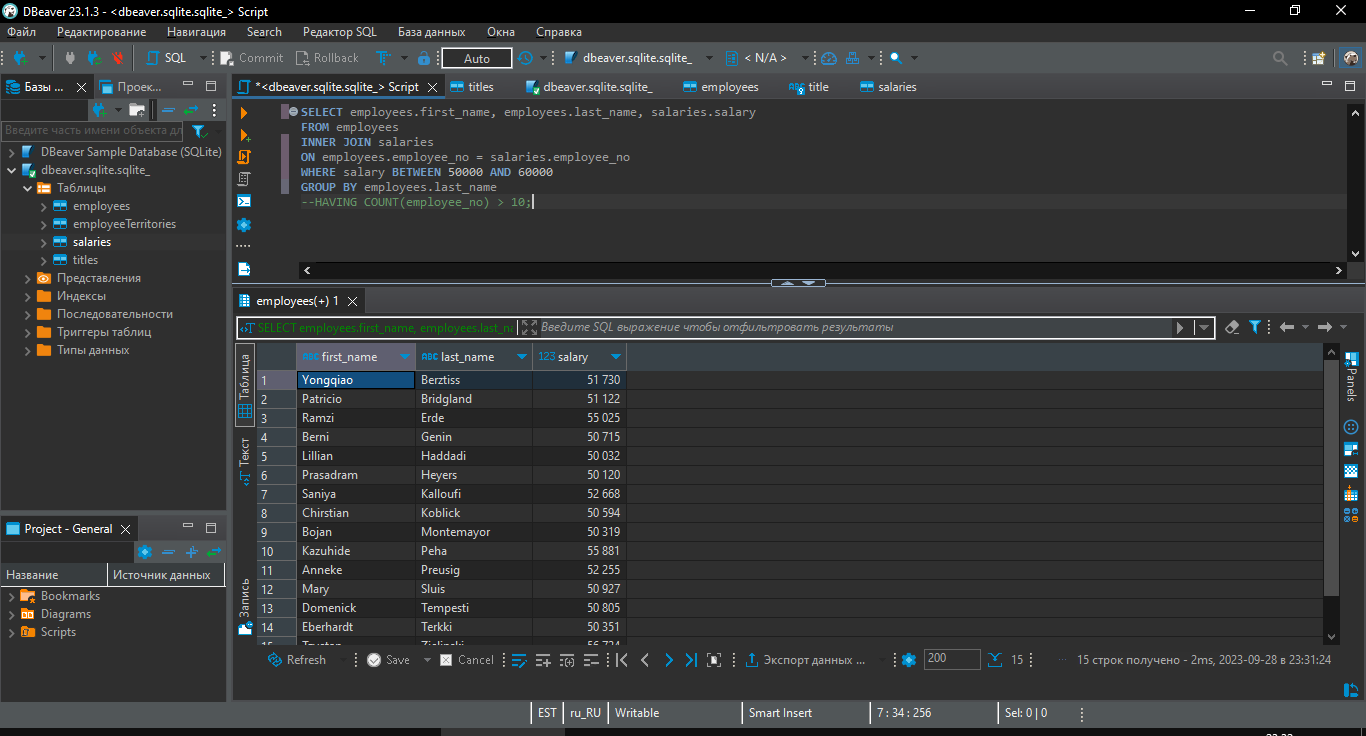 DBeaver 23.1.3 - <dbeaver.sqlite.sqlite_> Script
Файл Редактирование Навигация Search Редактор SQL База данных Окна Справка
SQL Commit Rollback Auto dbeaver.sqlite.sqlite_ < N/A >
Базы ... Проек...
*<dbeaver.sqlite.sqlite_> Script titles dbeaver.sqlite.sqlite_ employees title salaries
Введите часть имени объекта дл
DBeaver Sample Database (SQLite)
dbeaver.sqlite.sqlite_
Таблицы
employees
employeeTerritories
salaries
titles
Представления
Индексы
Последовательности
Триггеры таблиц
Типы данных
SELECT employees.first_name, employees.last_name, salaries.salary
FROM employees
INNER JOIN salaries
ON employees.employee_no = salaries.employee_no
WHERE salary BETWEEN 50000 AND 60000
GROUP BY employees.last_name
--HAVING COUNT(employee_no) > 10;
employees(+) 1
SELECT employees.first_name, employees.last_na Введите SQL выражение чтобы отфильтровать результаты
Таблица
Текст
Запись
ABC first_name ABC last_name 123 salary
1 Yongqiao Berztiss 51 730
2 Patricio Bridgland 51 122
3 Ramzi Erde 55 025
4 Berni Genin 50 715
5 Lillian Haddadi 50 032
6 Prasadram Heyers 50 120
7 Saniya Kalloufi 52 668
8 Chirstian Koblick 50 594
9 Bojan Montemayor 50 319
10 Kazuhide Peha 55 881
11 Anneke Preusig 52 255
12 Mary Sluis 50 927
13 Domenick Tempesti 50 805
14 Eberhardt Terkki 50 351
Panels
Refresh Save Cancel Экспорт данных ... 200 15 15 строк получено - 2ms, 2023-09-28 в 23:31:24
Project - General
Название Источник данных
Bookmarks
Diagrams
Scripts
EST ru_RU Writable Smart Insert 7 : 34 : 256 Sel: 0 | 0